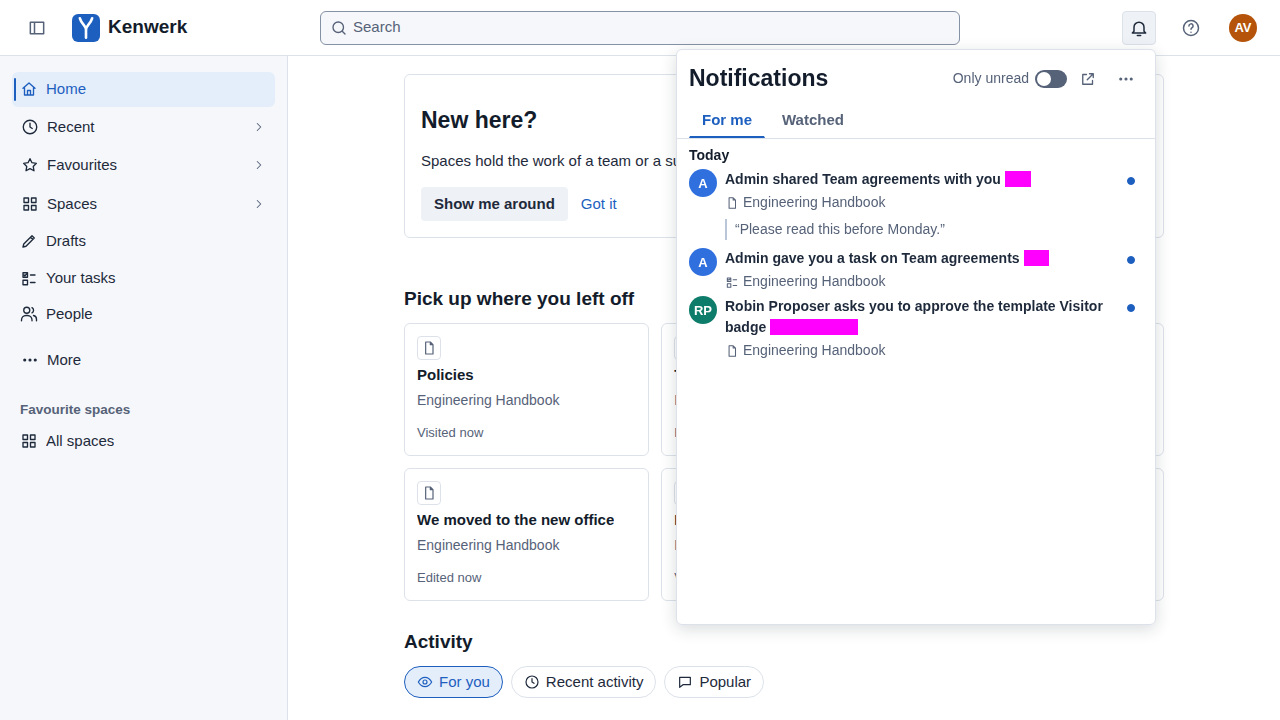 Kenwerk
Search
AV
Home
Recent
Favourites
Spaces
Drafts
Your tasks
People
More
Favourite spaces
All spaces
New here?
Spaces hold the work of a team or a
Show me around
Got it
Pick up where you left off
Policies
Engineering Handbook
Visited now
We moved to the new office
Engineering Handbook
Edited now
Activity
For you
Recent activity
Popular
Notifications
Only unread
For me
Watched
Today
A
Admin shared Team agreements with you
Engineering Handbook
“Please read this before Monday.”
A
Admin gave you a task on Team agreements
Engineering Handbook
RP
Robin Proposer asks you to approve the template Visitor
badge
Engineering Handbook